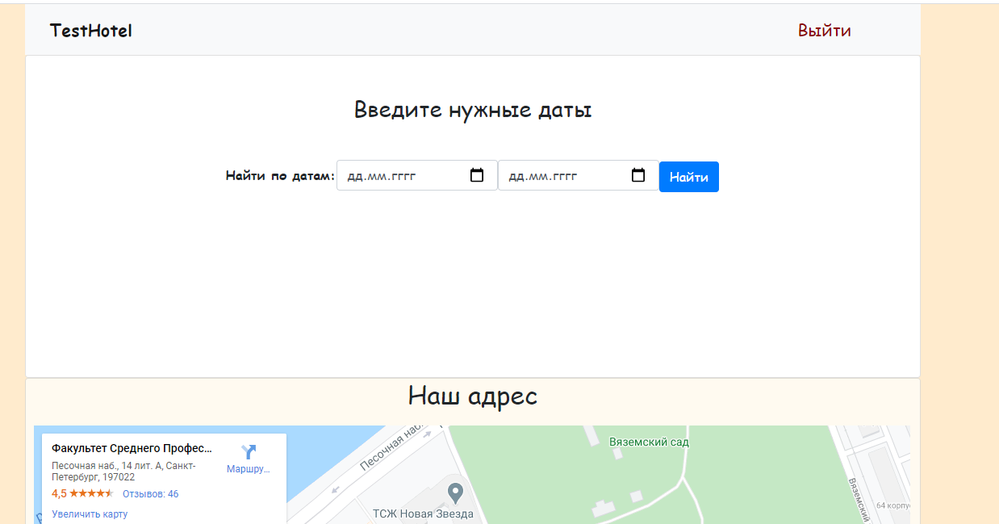 TestHotel
Выйти
Введите нужные даты
Найти по датам:
дд.мм.гггг
дд.мм.гггг
Найти
Наш адрес
Факультет Среднего Профес...
Песочная наб., 14 лит. А, Санкт-
Петербург, 197022
4,5
Отзывов: 46
Увеличить карту
Маршру...
Песочная наб.
Вяземский сад
ТСЖ Новая Звезда
Вяземский
64 корпу